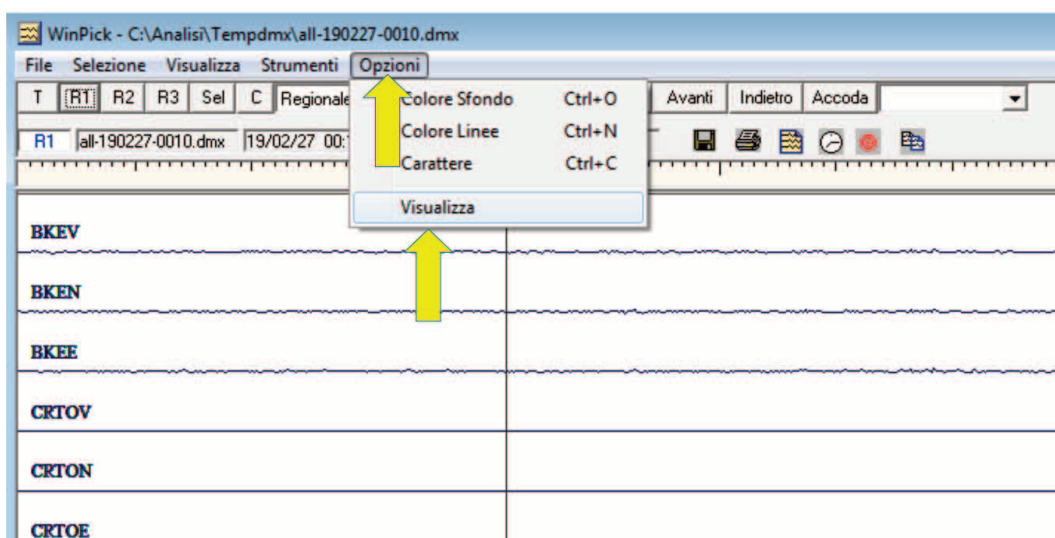 WinPick - C:\Analisi\Tempdmx\all-190227-0010.dmx
File Selezione Visualizza Strumenti Opzioni
T R1 R2 R3 Sel C Regionale Avanti Indietro Accoda
Colore Sfondo Ctrl+O
Colore Linee Ctrl+N
Carattere Ctrl+C
Visualizza
R1 all-190227-0010.dmx 19/02/27 00:
BKEV
BKEN
BKEE
CRTOV
CRTON
CRTOE